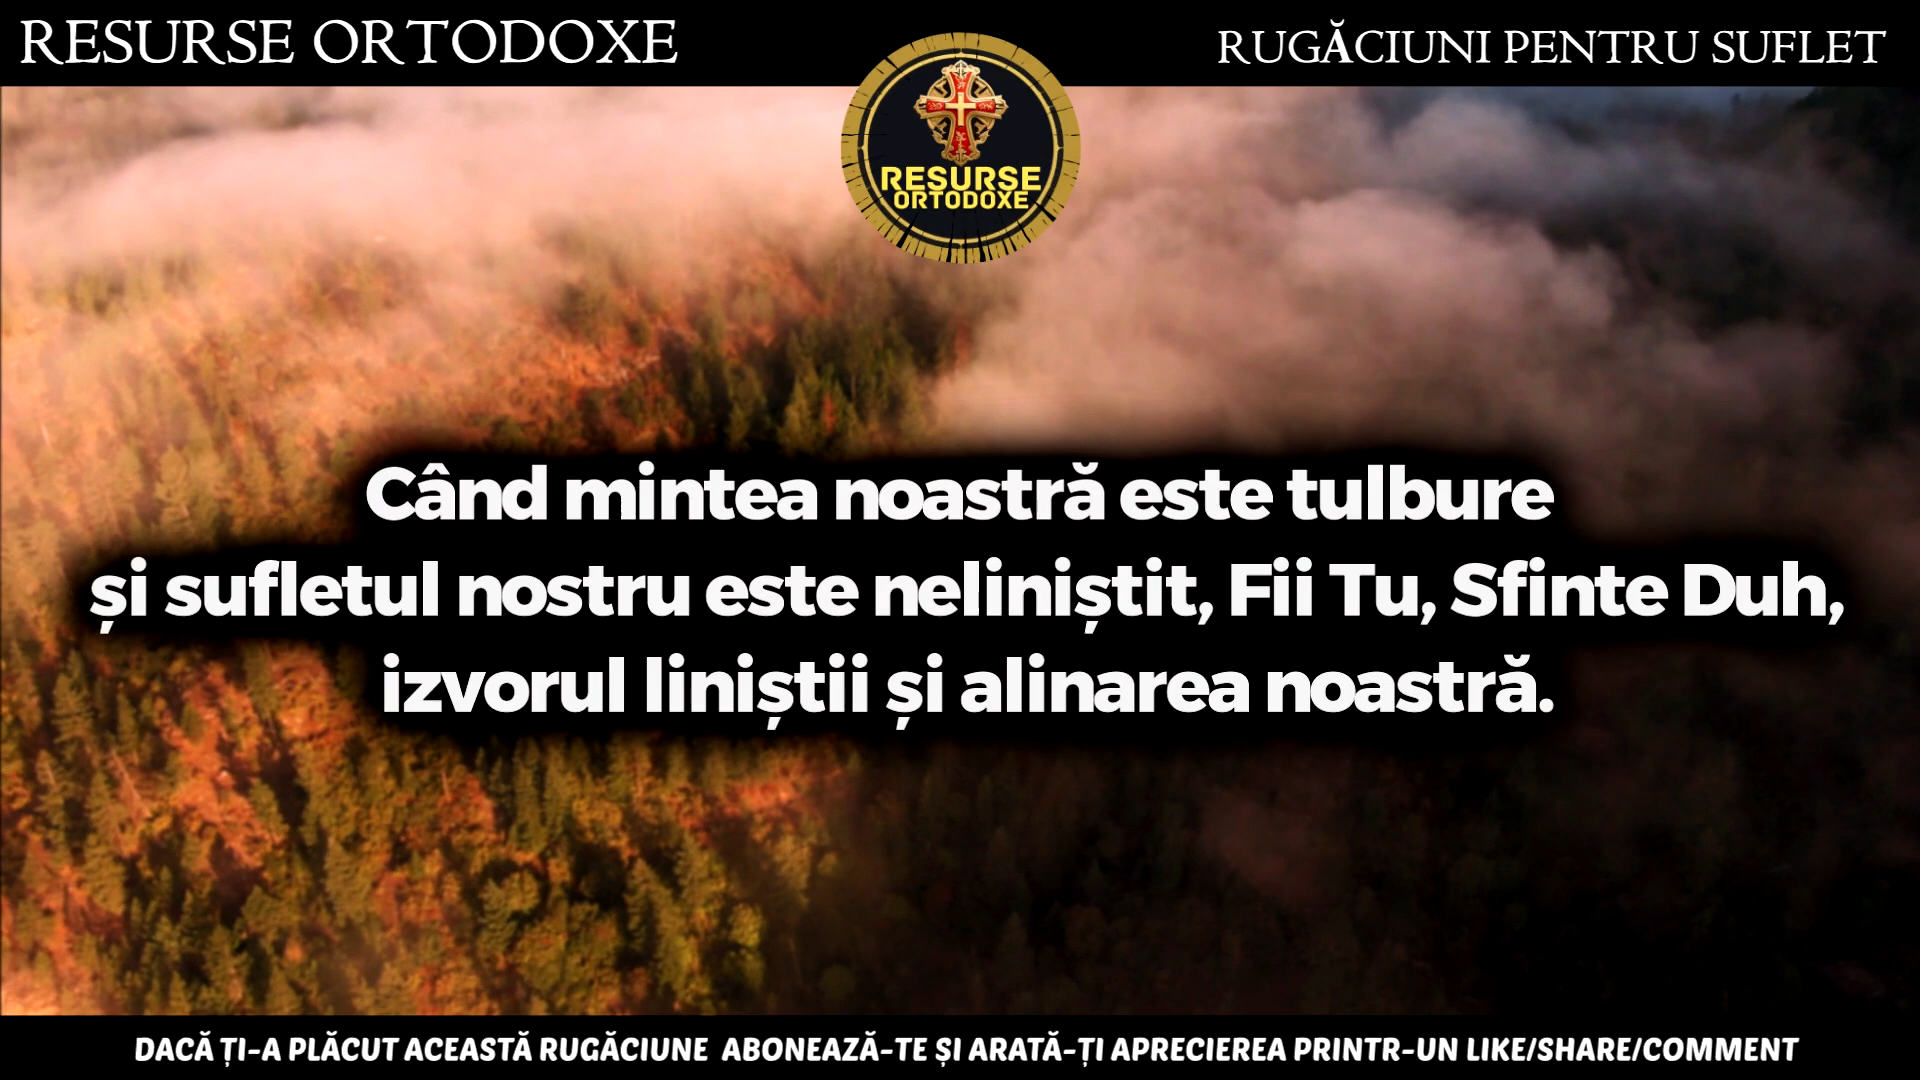 RESURSE ORTODOXE
RUGĂCIUNI PENTRU SUFLET
RESURSE
ORTODOXE
Când mintea noastră este tulbure
și sufletul nostru este neliniștit, Fii Tu, Sfinte Duh,
izvorul liniștii și alinarea noastră.
DACĂ ȚI-A PLĂCUT ACEASTĂ RUGĂCIUNE ABONEAZĂ-TE ȘI ARATĂ-ȚI APRECIEREA PRINTR-UN LIKE/SHARE/COMMENT